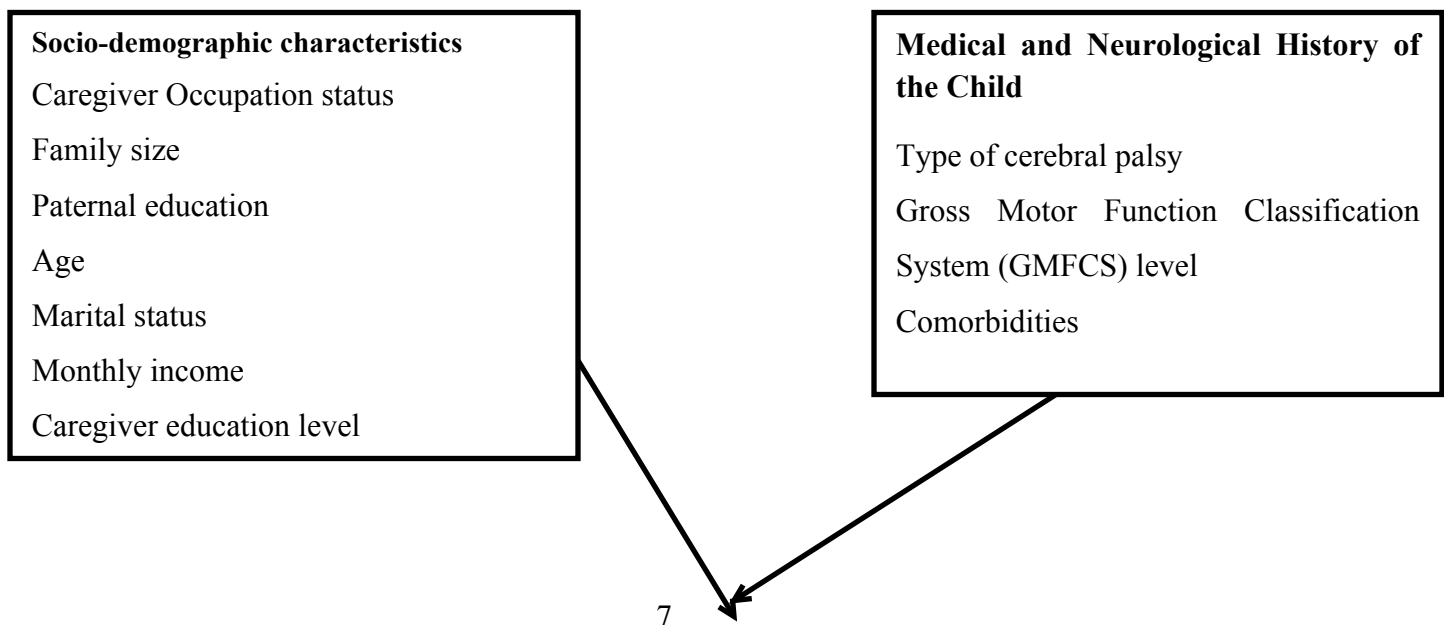 Socio-demographic characteristics
Caregiver Occupation status
Family size
Paternal education
Age
Marital status
Monthly income
Caregiver education level
Medical and Neurological History of
the Child
Type of cerebral palsy
Gross Motor Function Classification
System (GMFCS) level
Comorbidities
7